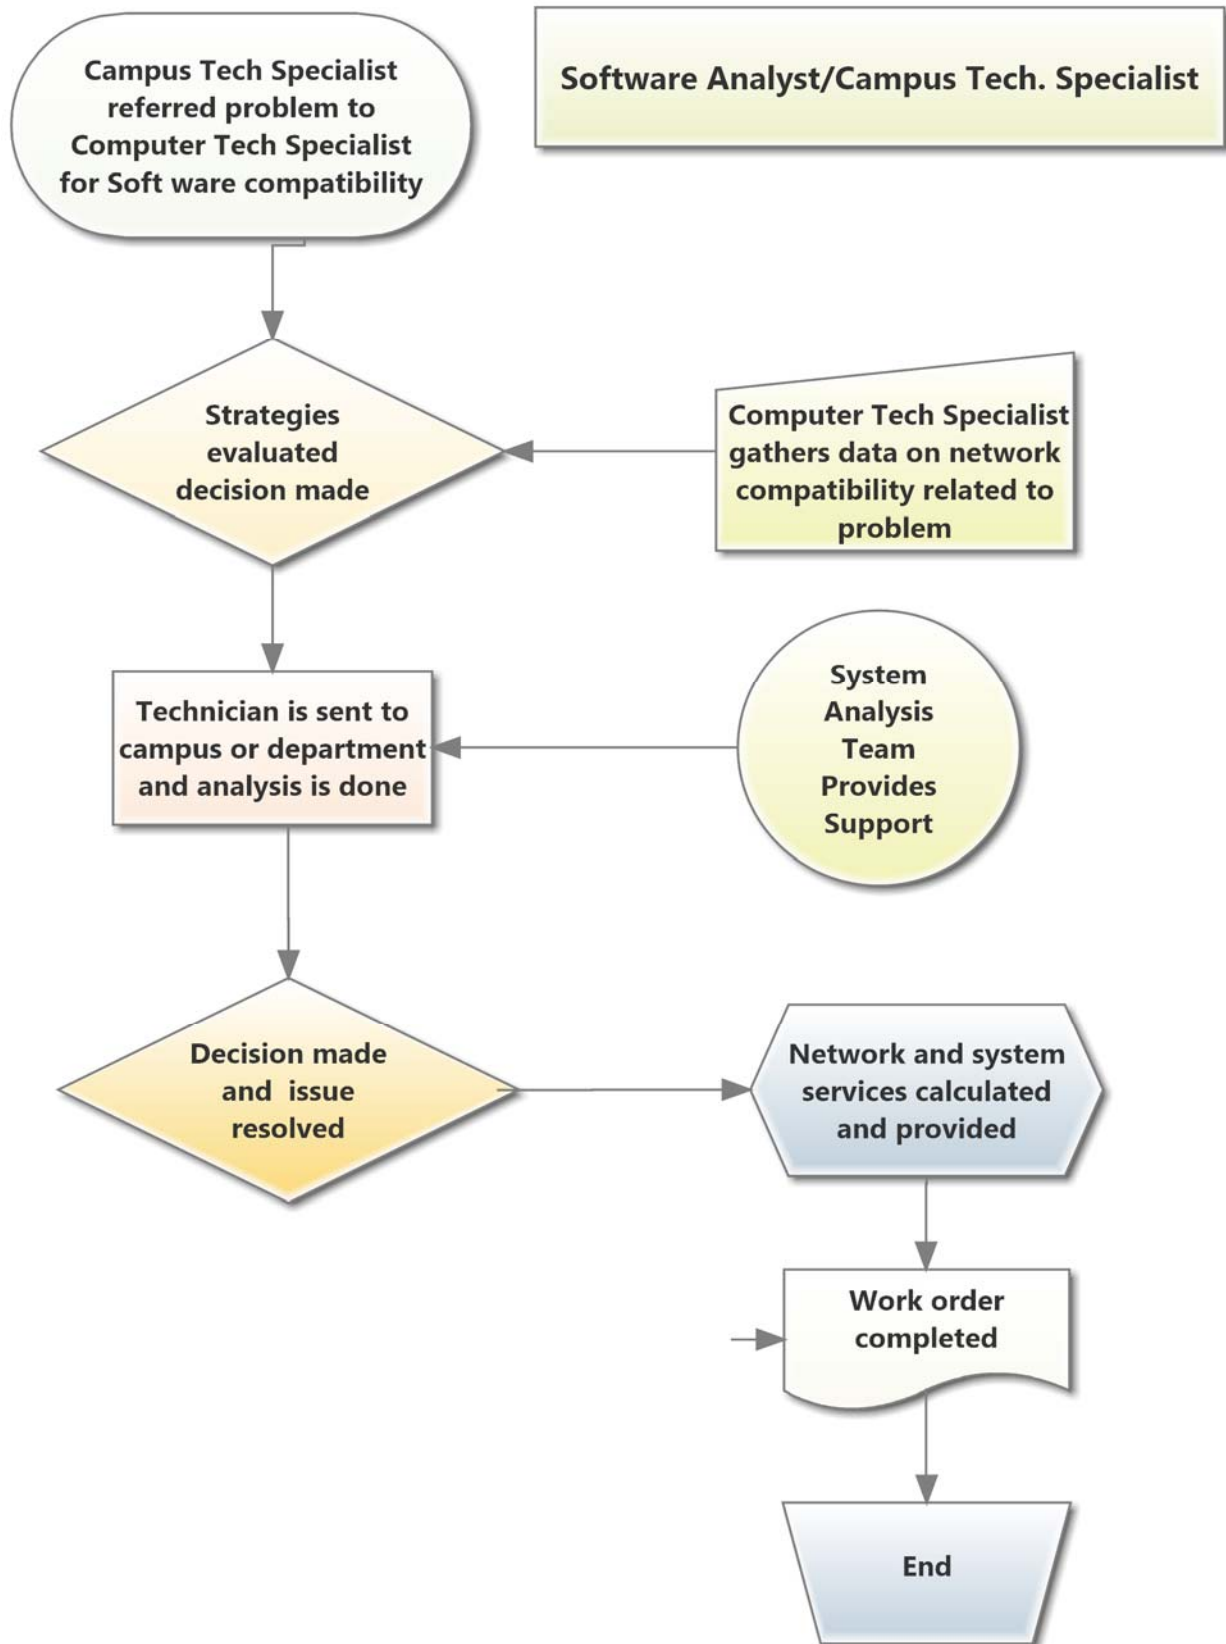 Campus Tech Specialist
referred problem to
Computer Tech Specialist
for Soft ware compatibility
Software Analyst/Campus Tech. Specialist
Strategies
evaluated
decision made
Computer Tech Specialist
gathers data on network
compatibility related to
problem
Technician is sent to
campus or department
and analysis is done
System
Analysis
Team
Provides
Support
Decision made
and  issue
resolved
Network and system
services calculated
and provided
Work order
completed
End